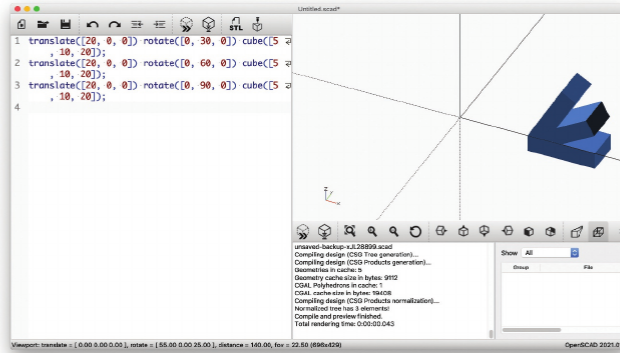 Untitled.scad*
STL
1 translate([20, 0, 0]) rotate([0, 30, 0]) cube([5
, 10, 20]);
2 translate([20, 0, 0]) rotate([0, 60, 0]) cube([5
, 10, 20]);
3 translate([20, 0, 0]) rotate([0, 90, 0]) cube([5
, 10, 20]);
4
z
x
unsaved-backup-xJL28899.scad
Compiling design (CSG Tree generation)...
Compiling design (CSG Products generation)...
Geometries in cache: 5
Geometry cache size in bytes: 9112
CGAL Polyhedrons in cache: 1
CGAL cache size in bytes: 19408
Compiling design (CSG Products normalization)...
Normalized tree has 3 elements!
Compile and preview finished.
Total rendering time: 0:00:00.043
Show All
Group File
Viewport: translate = [ 0.00 0.00 0.00 ], rotate = [ 55.00 0.00 25.00 ], distance = 140.00, fov = 22.50 (696x429)
OpenSCAD 2021.0